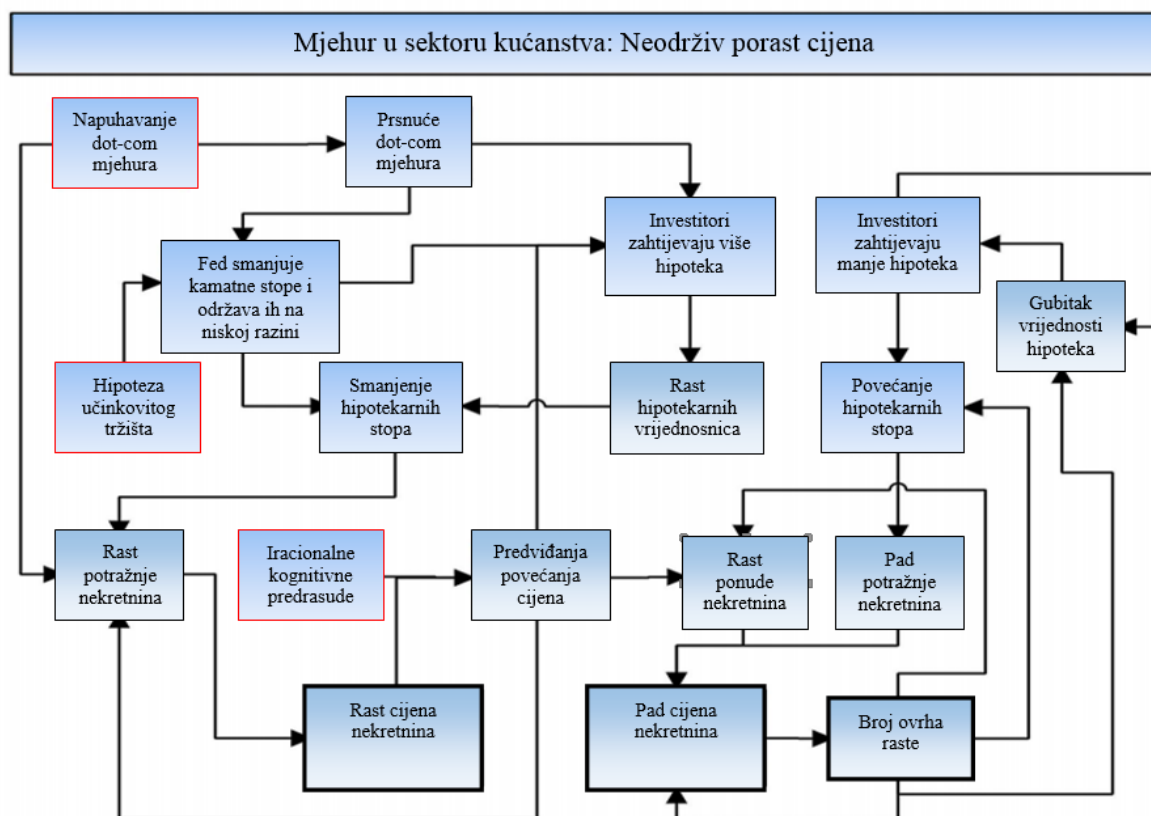 Mjehur u sektoru kućanstva: Neodrživ porast cijena
Napuhavanje
dot-com
mjehura
Prsnuće
dot-com
mjehura
Investitori
zahtijevaju više
hipoteka
Investitori
zahtijevaju
manje hipoteka
Fed smanjuje
kamatne stope i
održava ih na
niskoj razini
Gubitak
vrijednosti
hipoteka
Hipoteza
učinkovitog
tržišta
Smanjenje
hipotekarnih
stopa
Rast
hipotekarnih
vrijednosnica
Povećanje
hipotekarnih
stopa
Rast
potražnje
nekretnina
Iracionalne
kognitivne
predrasude
Predviđanja
povećanja
cijena
Rast
ponude
nekretnina
Pad
potražnje
nekretnina
Rast cijena
nekretnina
Pad cijena
nekretnina
Broj ovrha
raste